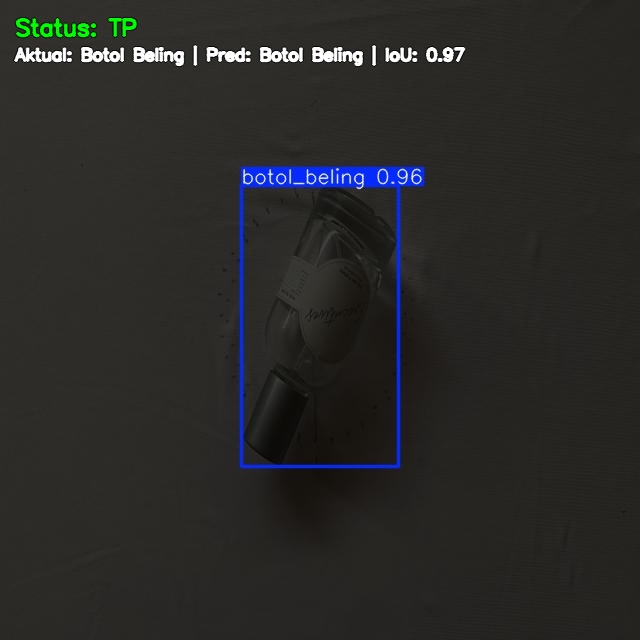 Status: TP
Aktual: Botol Beling | Pred: Botol Beling | IoU: 0.97
botol_beling 0.96